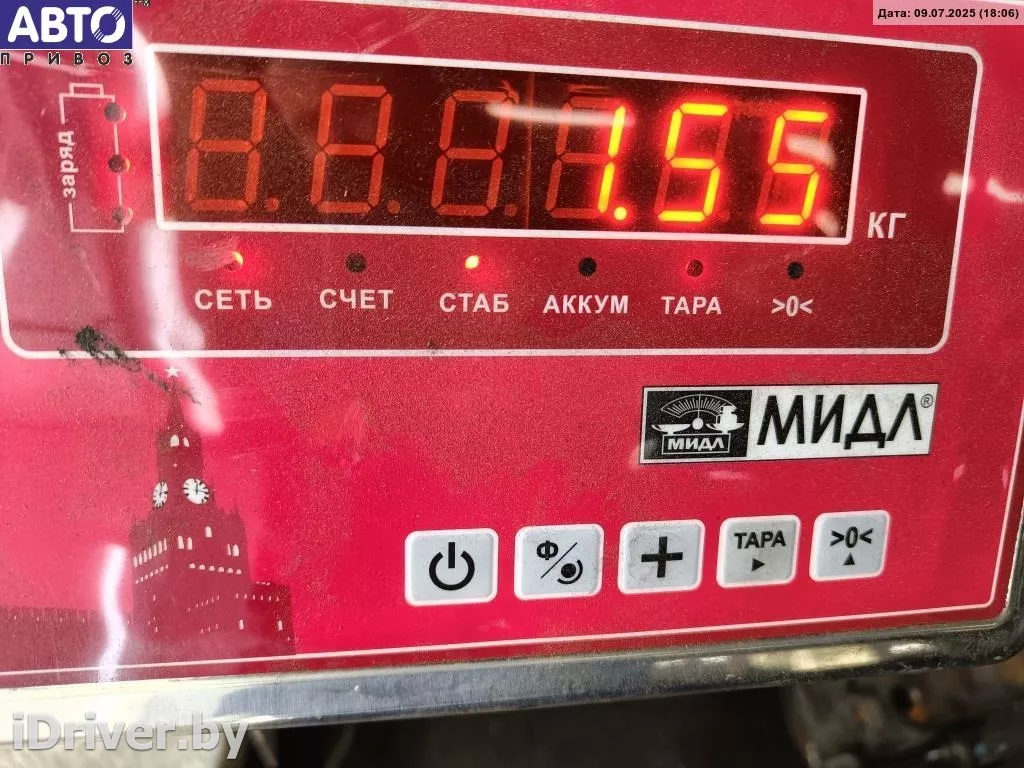 АВТО
ПРИВОЗ
Дата: 09.07.2025 (18:06)
заряд
1.55
КГ
СЕТЬ СЧЕТ СТАБ АККУМ ТАРА >0<
МИДЛ МИДЛ®
Ф ТАРА >0<
iDriver.by